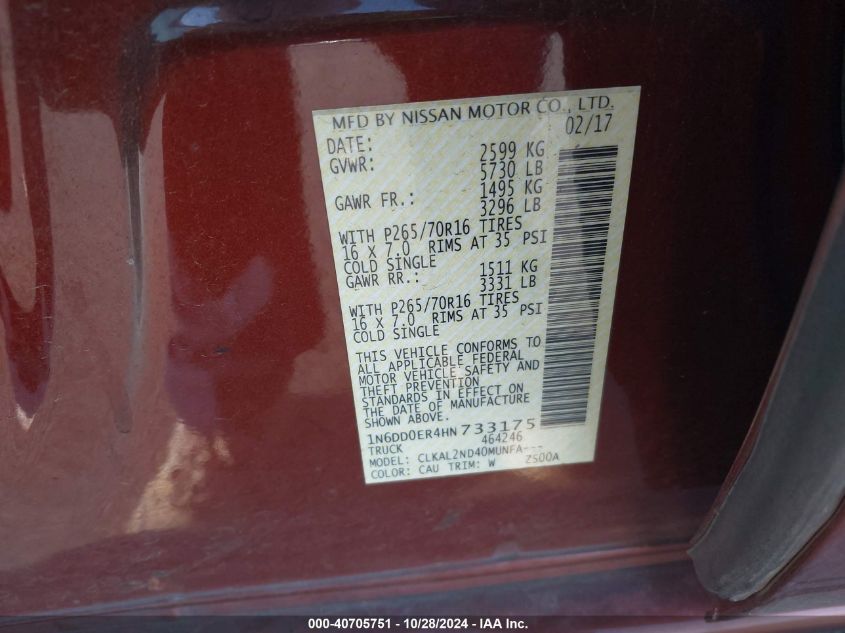 MFD BY NISSAN MOTOR CO., LTD.
DATE: 02/17
GVWR: 2599 KG
5730 LB
GAWR FR.: 1495 KG
3296 LB
WITH P265/70R16 TIRES
16 X 7.0 RIMS AT 35 PSI
COLD SINGLE
GAWR RR.: 1511 KG
3331 LB
WITH P265/70R16 TIRES
16 X 7.0 RIMS AT 35 PSI
COLD SINGLE
THIS VEHICLE CONFORMS TO
ALL APPLICABLE FEDERAL
MOTOR VEHICLE SAFETY AND
THEFT PREVENTION
STANDARDS IN EFFECT ON
THE DATE OF MANUFACTURE
SHOWN ABOVE.
1N6DD0ER4HN733175
TRUCK 464246
MODEL: CLKAL2ND40MUNFA---
COLOR: CAU TRIM: W Z500A
000-40705751 - 10/28/2024 - IAA Inc.